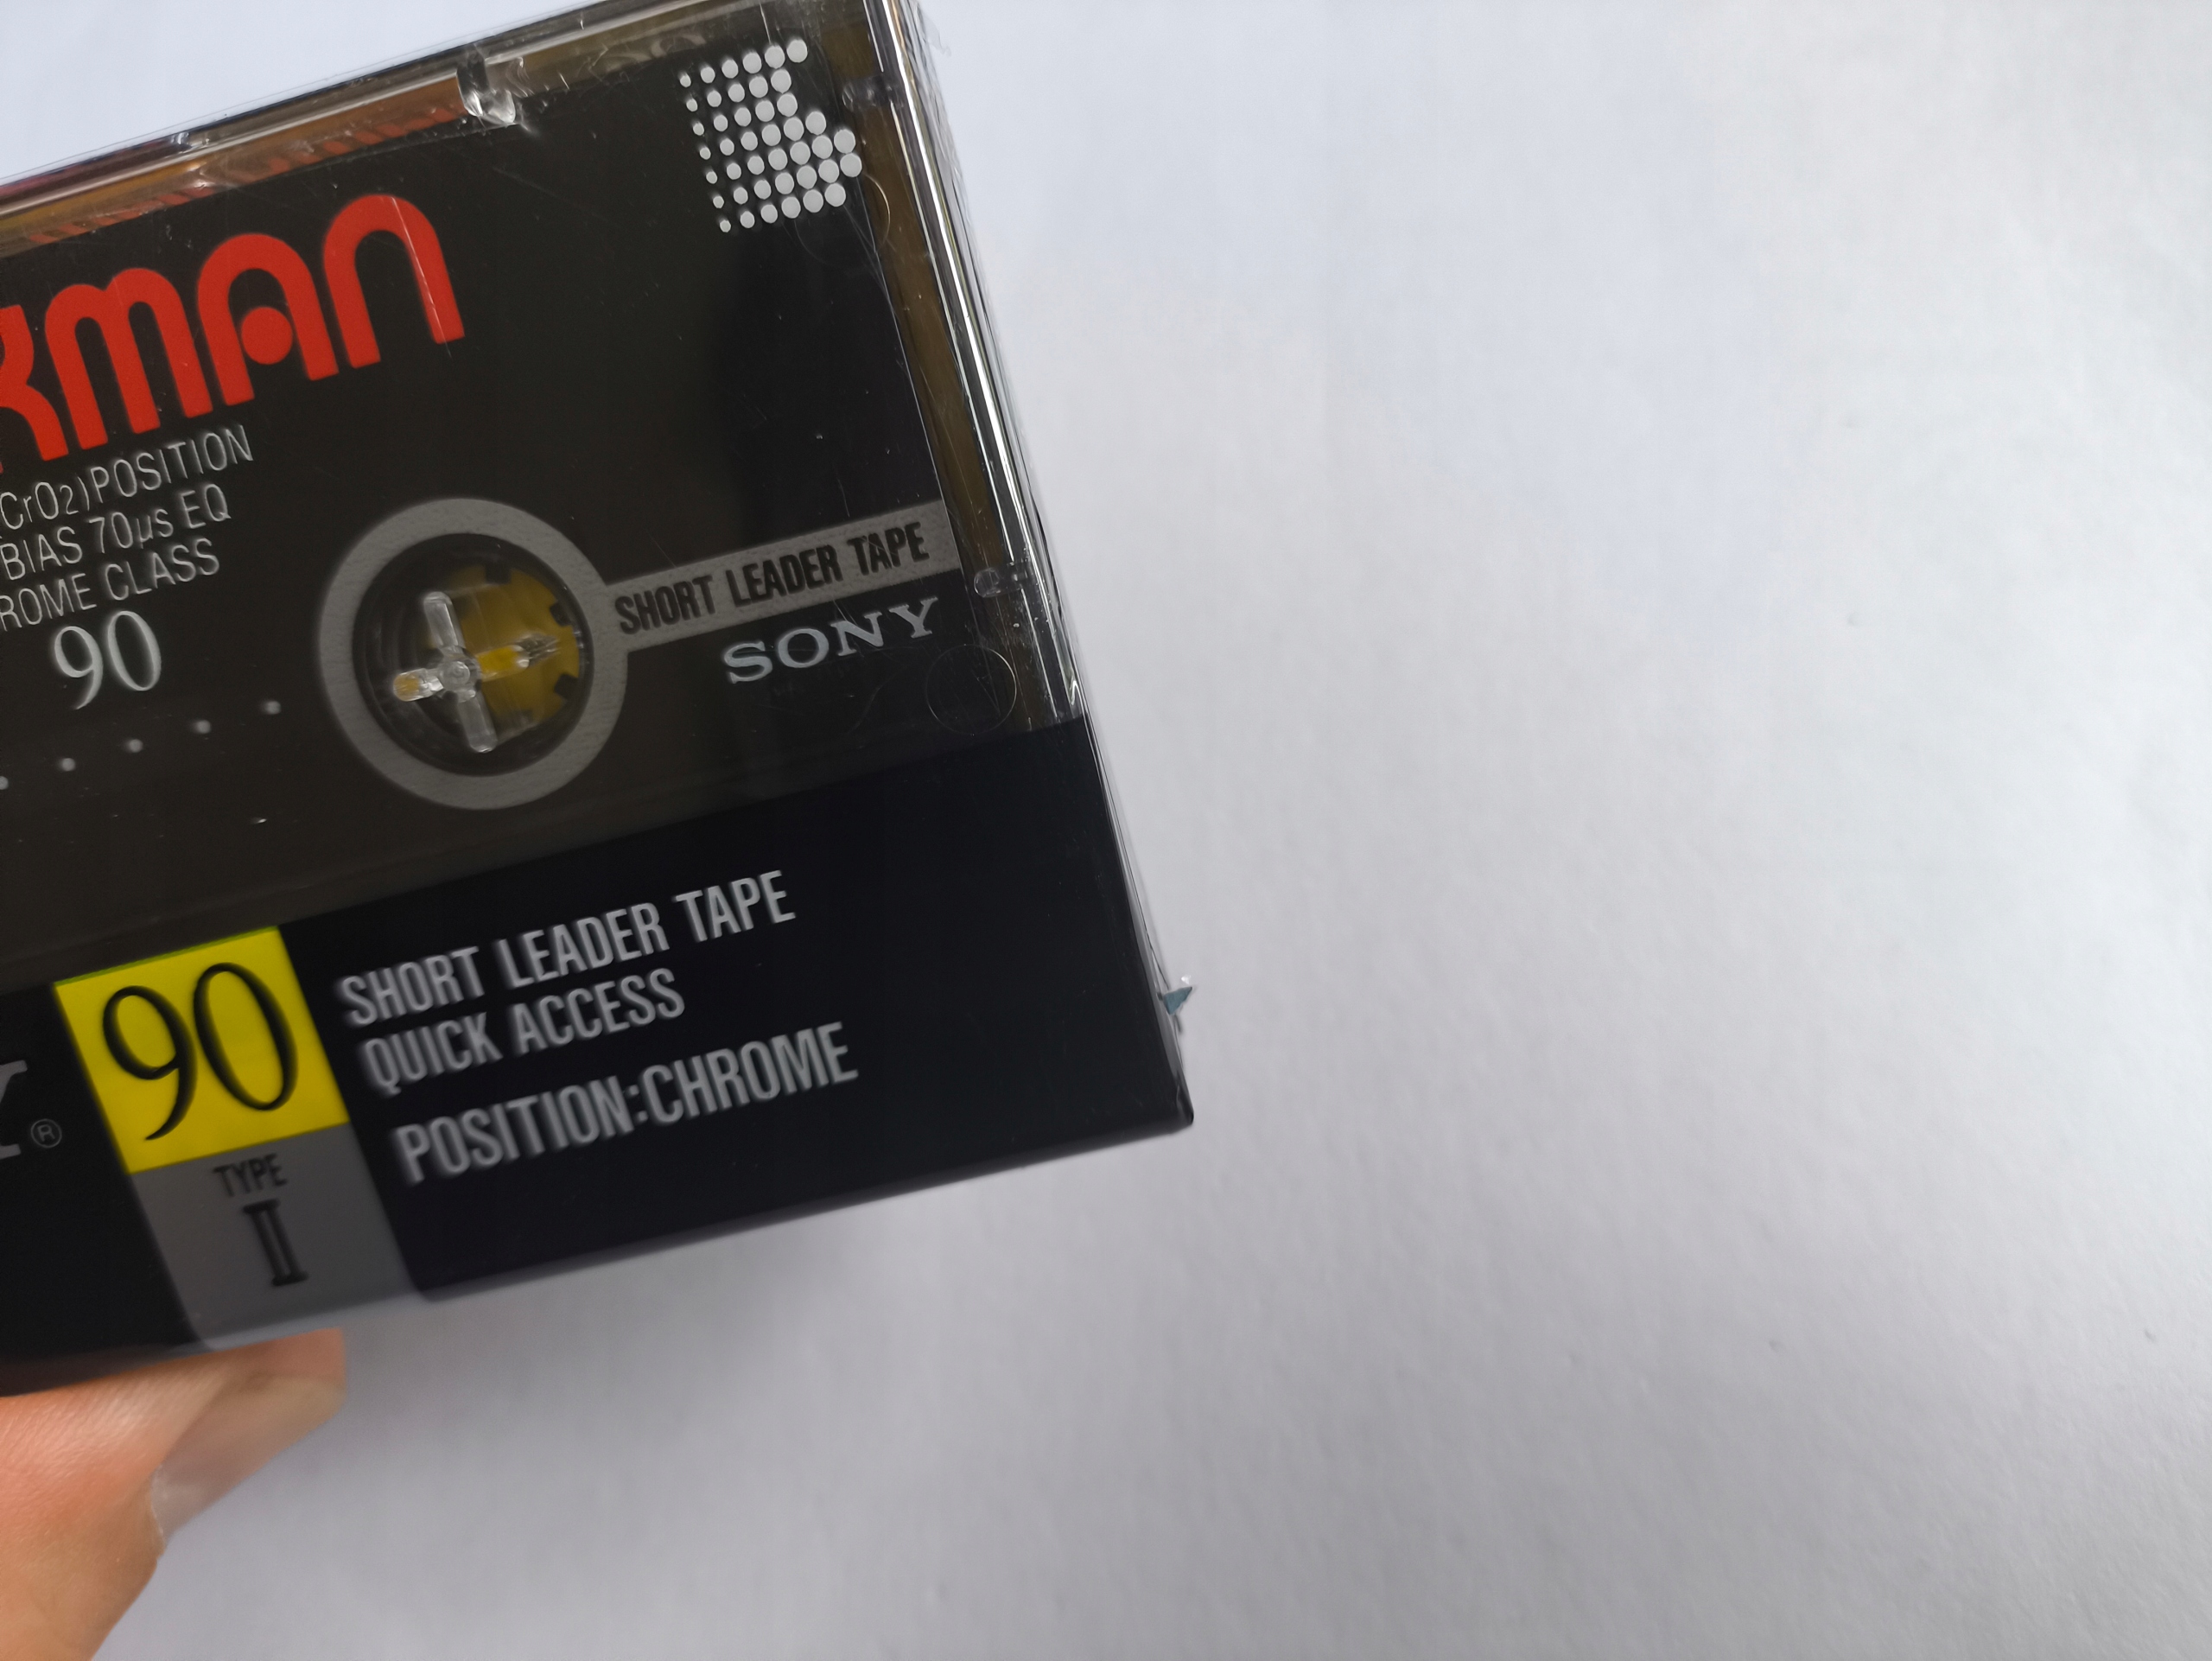 KMAN
(CrO2)POSITION
BIAS 70µs EQ
ROME CLASS
90
SHORT LEADER TAPE
SONY
90
SHORT LEADER TAPE
QUICK ACCESS
POSITION:CHROME
Y®
TYPE
II